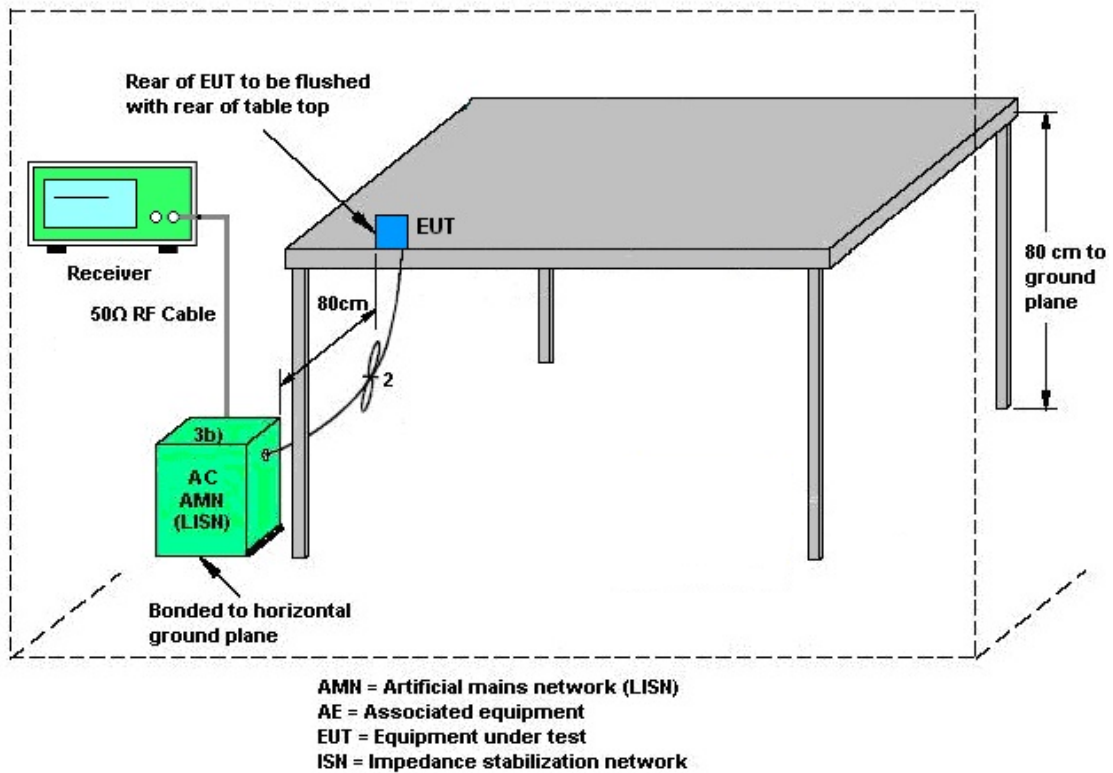 Rear of EUT to be flushed
with rear of table top
EUT
Receiver
50Ω RF Cable
80cm
80 cm to
ground
plane
2
3b)
AC
AMN
(LISN)
Bonded to horizontal
ground plane
AMN = Artificial mains network (LISN)
AE = Associated equipment
EUT = Equipment under test
ISN = Impedance stabilization network